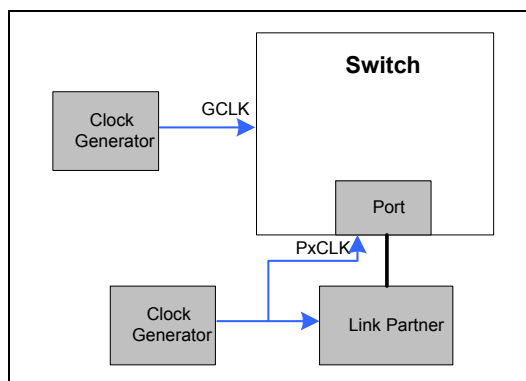 Switch
GCLK
Clock
Generator
Port
PxCLK
Clock
Generator
Link Partner